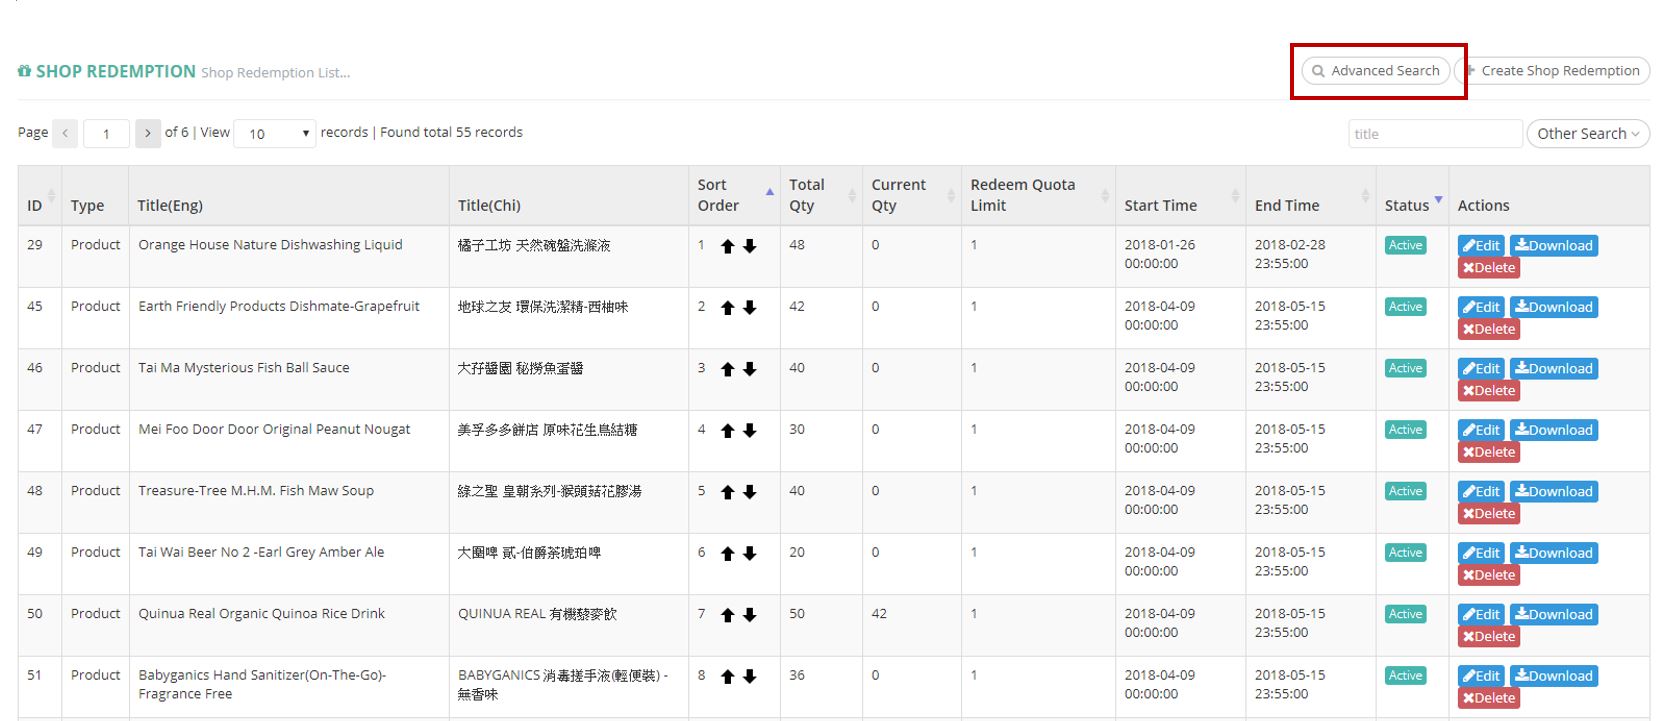 SHOP REDEMPTION Shop Redemption List...
Advanced Search
Create Shop Redemption
Page 1 of 6 | View 10 records | Found total 55 records
title
Other Search
ID Type Title(Eng) Title(Chi) Sort Order Total Qty Current Qty Redeem Quota Limit Start Time End Time Status Actions
29 Product Orange House Nature Dishwashing Liquid 橘子工坊 天然碗盤洗滌液 1 48 0 1 2018-01-26 00:00:00 2018-02-28 23:55:00 Active Edit Download Delete
45 Product Earth Friendly Products Dishmate-Grapefruit 地球之友 環保洗潔精-西柚味 2 42 0 1 2018-04-09 00:00:00 2018-05-15 23:55:00 Active Edit Download Delete
46 Product Tai Ma Mysterious Fish Ball Sauce 大孖醬園 秘撈魚蛋醬 3 40 0 1 2018-04-09 00:00:00 2018-05-15 23:55:00 Active Edit Download Delete
47 Product Mei Foo Door Door Original Peanut Nougat 美孚多多餅店 原味花生鳥結糖 4 30 0 1 2018-04-09 00:00:00 2018-05-15 23:55:00 Active Edit Download Delete
48 Product Treasure-Tree M.H.M. Fish Maw Soup 綠之聖 皇朝系列-猴頭菇花膠湯 5 40 0 1 2018-04-09 00:00:00 2018-05-15 23:55:00 Active Edit Download Delete
49 Product Tai Wai Beer No 2 -Earl Grey Amber Ale 大圍啤 貳-伯爵茶琥珀啤 6 20 0 1 2018-04-09 00:00:00 2018-05-15 23:55:00 Active Edit Download Delete
50 Product Quinua Real Organic Quinoa Rice Drink QUINUA REAL 有機藜麥飲 7 50 42 1 2018-04-09 00:00:00 2018-05-15 23:55:00 Active Edit Download Delete
51 Product Babyganics Hand Sanitizer(On-The-Go)-Fragrance Free BABYGANICS 消毒搓手液(輕便裝) - 無香味 8 36 0 1 2018-04-09 00:00:00 2018-05-15 23:55:00 Active Edit Download Delete